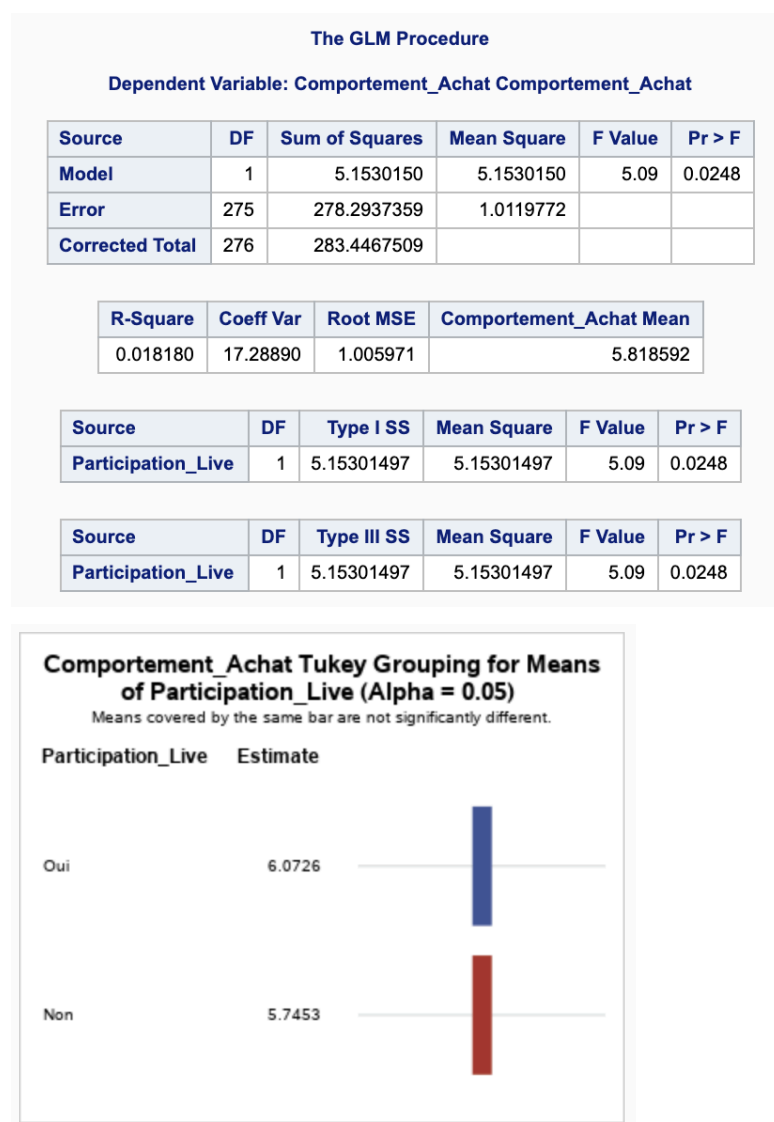 The GLM Procedure
Dependent Variable: Comportement_Achat Comportement_Achat
Source DF Sum of Squares Mean Square F Value Pr > F
Model 1 5.1530150 5.1530150 5.09 0.0248
Error 275 278.2937359 1.0119772
Corrected Total 276 283.4467509
R-Square Coeff Var Root MSE Comportement_Achat Mean
0.018180 17.28890 1.005971 5.818592
Source DF Type I SS Mean Square F Value Pr > F
Participation_Live 1 5.15301497 5.15301497 5.09 0.0248
Source DF Type III SS Mean Square F Value Pr > F
Participation_Live 1 5.15301497 5.15301497 5.09 0.0248
Comportement_Achat Tukey Grouping for Means
of Participation_Live (Alpha = 0.05)
Means covered by the same bar are not significantly different.
Participation_Live Estimate
Oui 6.0726
Non 5.7453